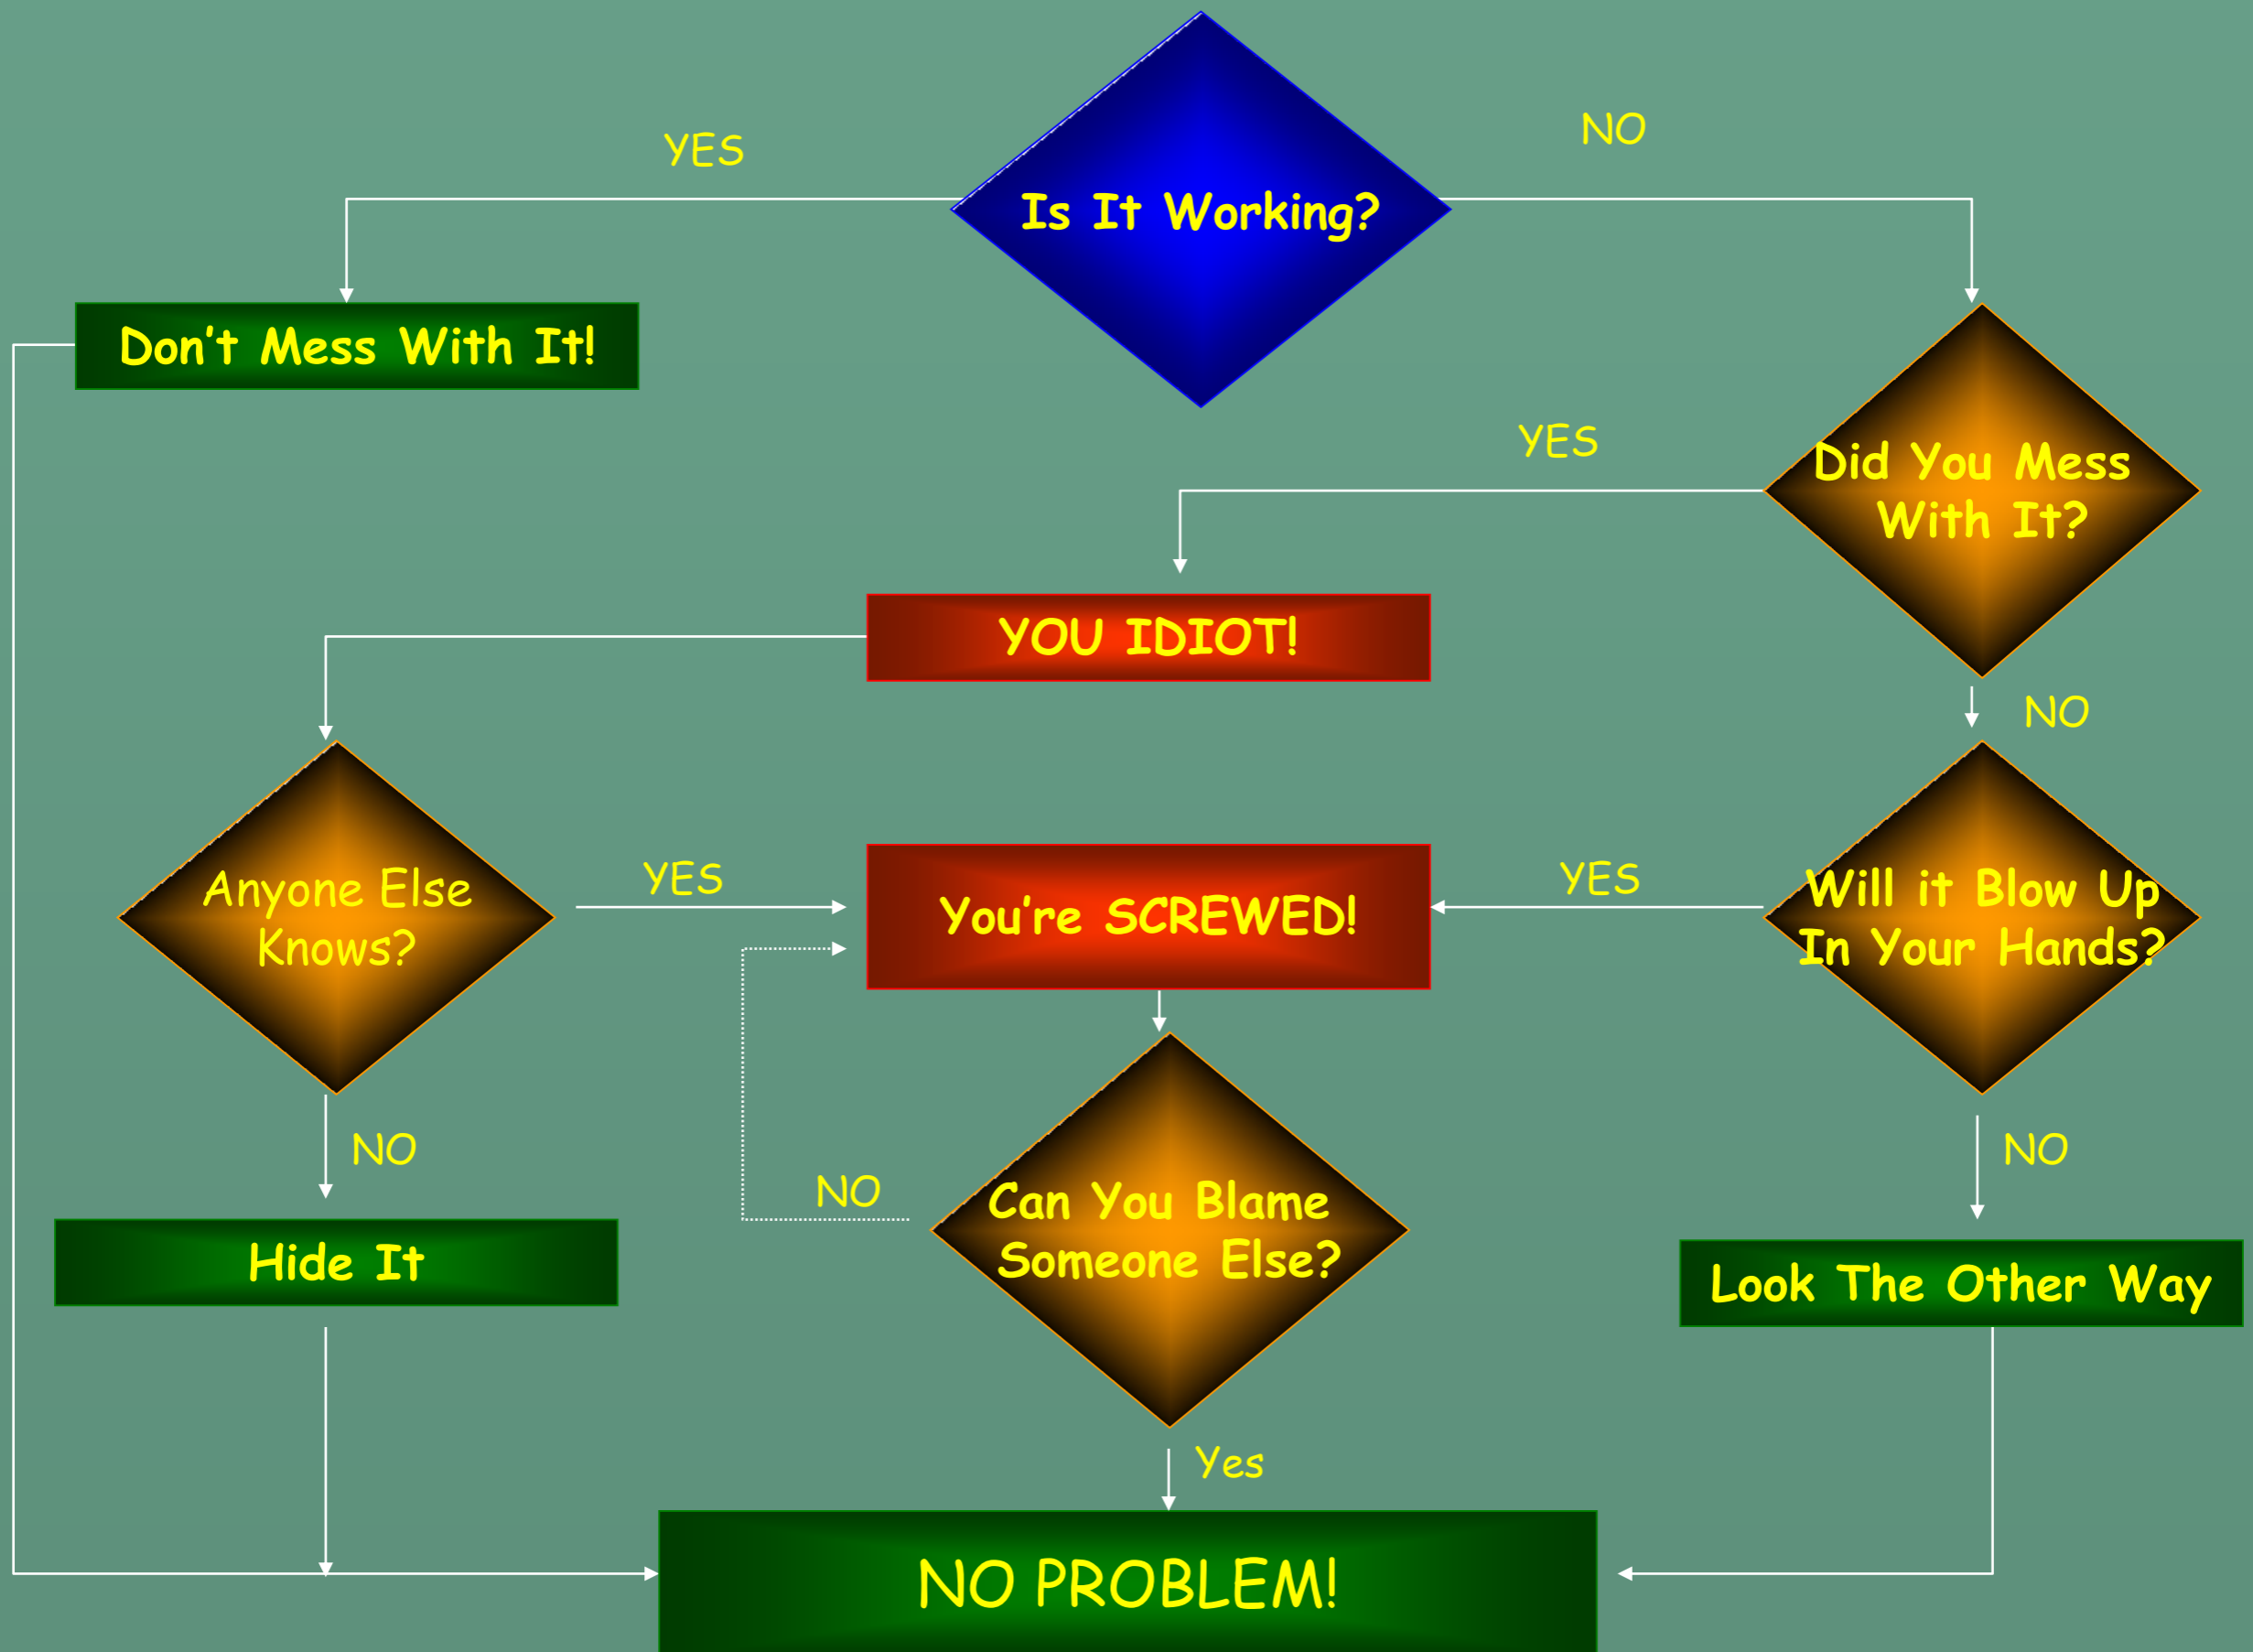 YES
NO
Is It Working?
Don't Mess With It!
YES
Did You Mess
With It?
YOU IDIOT!
NO
Anyone Else
Knows?
YES
You're SCREWED!
YES
Will it Blow Up
In Your Hands?
NO
NO
NO
Can You Blame
Someone Else?
Hide It
Look The Other Way
Yes
NO PROBLEM!